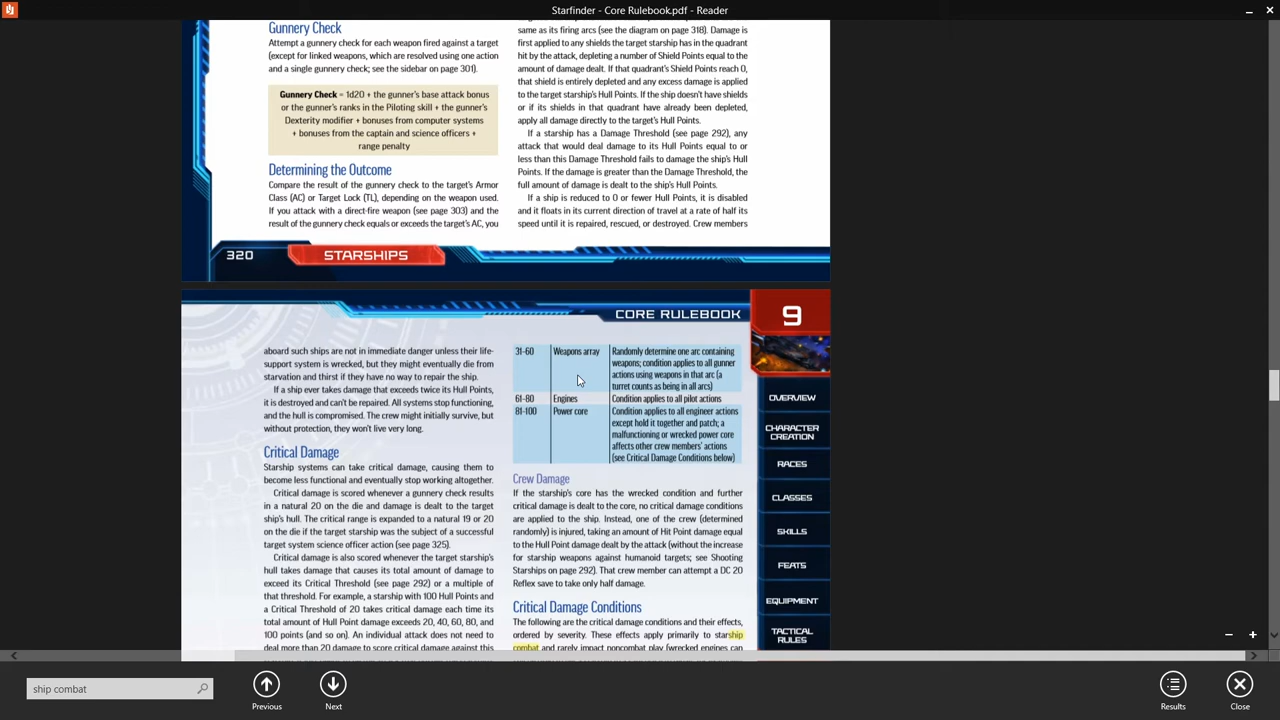 Starfinder - Core Rulebook.pdf - Reader
Gunnery Check
Attempt a gunnery check for each weapon fired against a target
(except for linked weapons, which are resolved using one action
and a single gunnery check; see the sidebar on page 301).
Gunnery Check = 1d20 + the gunner's base attack bonus
or the gunner's ranks in the Piloting skill + the gunner's
Dexterity modifier + bonuses from computer systems
+ bonuses from the captain and science officers +
range penalty
Determining the Outcome
Compare the result of the gunnery check to the target's Armor
Class (AC) or Target Lock (TL), depending on the weapon used.
If you attack with a direct-fire weapon (see page 303) and the
result of the gunnery check equals or exceeds the target's AC, you
same as its firing arcs (see the diagram on page 318). Damage is
first applied to any shields the target starship has in the quadrant
hit by the attack, depleting a number of Shield Points equal to the
amount of damage dealt. If that quadrant's Shield Points reach 0,
that shield is entirely depleted and any excess damage is applied
to the target starship's Hull Points. If the ship doesn't have shields
or if its shields in that quadrant have already been depleted,
apply all damage directly to the target's Hull Points.
If a starship has a Damage Threshold (see page 292), any
attack that would deal damage to its Hull Points equal to or
less than this Damage Threshold fails to damage the ship's Hull
Points. If the damage is greater than the Damage Threshold, the
full amount of damage is dealt to the ship's Hull Points.
If a ship is reduced to 0 or fewer Hull Points, it is disabled
and it floats in its current direction of travel at a rate of half its
speed until it is repaired, rescued, or destroyed. Crew members
320 STARSHIPS
CORE RULEBOOK 9
aboard such ships are not in immediate danger unless their life-
support system is wrecked, but they might eventually die from
starvation and thirst if they have no way to repair the ship.
If a ship ever takes damage that exceeds twice its Hull Points,
it is destroyed and can't be repaired. All systems stop functioning,
and the hull is compromised. The crew might initially survive, but
without protection, they won't live very long.
Critical Damage
Starship systems can take critical damage, causing them to
become less functional and eventually stop working altogether.
Critical damage is scored whenever a gunnery check results
in a natural 20 on the die and damage is dealt to the target
ship's hull. The critical range is expanded to a natural 19 or 20
on the die if the target starship was the subject of a successful
target system science officer action (see page 325).
Critical damage is also scored whenever the target starship's
hull takes damage that causes its total amount of damage to
exceed its Critical Threshold (see page 292) or a multiple of
that threshold. For example, a starship with 100 Hull Points and
a Critical Threshold of 20 takes critical damage each time its
total amount of Hull Point damage exceeds 20, 40, 60, 80, and
100 points (and so on). An individual attack does not need to
deal more than 20 damage to score critical damage against this
31-60 Weapons array Randomly determine one arc containing
weapons; condition applies to all gunner
actions using weapons in that arc (a
turret counts as being in all arcs)
61-80 Engines Condition applies to all pilot actions
81-100 Power core Condition applies to all engineer actions
except hold it together and patch; a
malfunctioning or wrecked power core
affects other crew members' actions
(see Critical Damage Conditions below)
Crew Damage
If the starship's core has the wrecked condition and further
critical damage is dealt to the core, no critical damage conditions
are applied to the ship. Instead, one of the crew (determined
randomly) is injured, taking an amount of Hit Point damage equal
to the Hull Point damage dealt by the attack (without the increase
for starship weapons against humanoid targets; see Shooting
Starships on page 292). That crew member can attempt a DC 20
Reflex save to take only half damage.
Critical Damage Conditions
The following are the critical damage conditions and their effects,
ordered by severity. These effects apply primarily to starship
combat and rarely impact noncombat play (wrecked engines can
OVERVIEW
CHARACTER
CREATION
RACES
CLASSES
SKILLS
FEATS
EQUIPMENT
TACTICAL
RULES
ship combat
Previous
Next
Results
Close